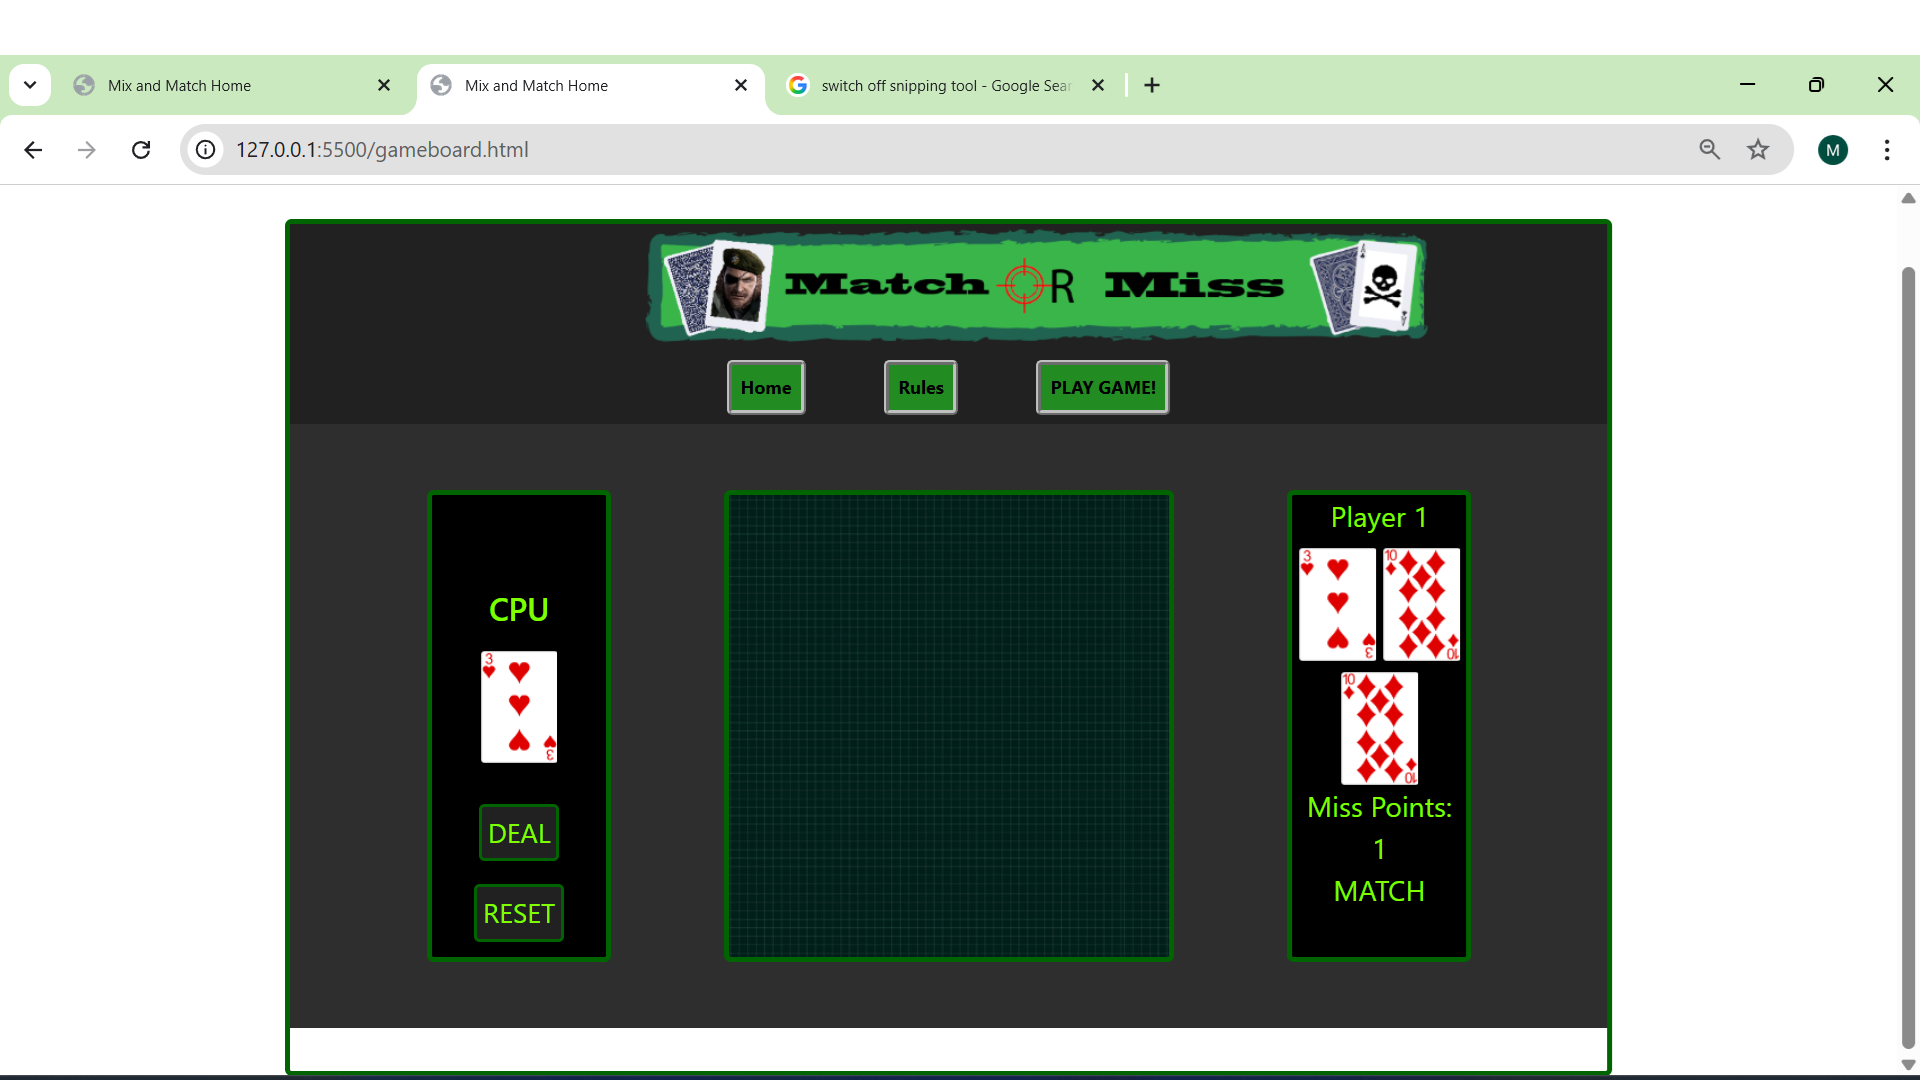 Mix and Match Home
Mix and Match Home
switch off snipping tool - Google Sear
127.0.0.1:5500/gameboard.html
M
Match OR Miss
A
A
Home
Rules
PLAY GAME!
CPU
3
3
DEAL
RESET
Player 1
3
3
10
10
10
10
Miss Points:
1
MATCH